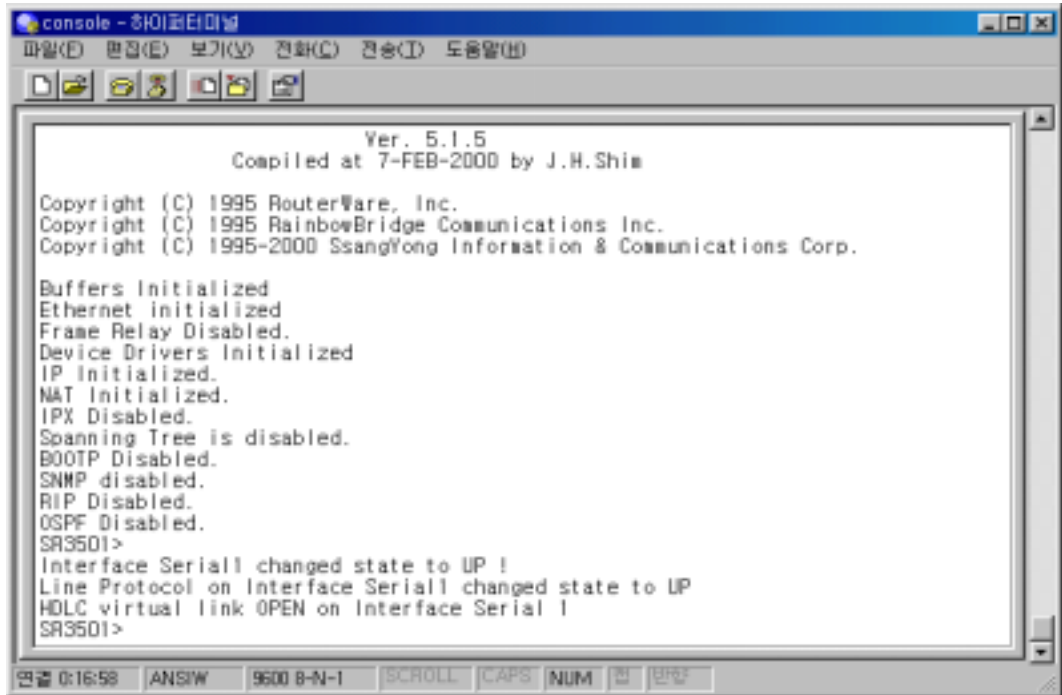 console - 하이퍼터미널
파일(F) 편집(E) 보기(V) 전화(C) 전송(T) 도움말(H)
Ver. 5.1.5
Compiled at 7-FEB-2000 by J.H.Shim
Copyright (C) 1995 RouterWare, Inc.
Copyright (C) 1995 RainbowBridge Communications Inc.
Copyright (C) 1995-2000 SsangYong Information & Communications Corp.
Buffers Initialized
Ethernet initialized
Frame Relay Disabled.
Device Drivers Initialized
IP Initialized.
NAT Initialized.
IPX Disabled.
Spanning Tree is disabled.
BOOTP Disabled.
SNMP disabled.
RIP Disabled.
OSPF Disabled.
SR3501>
Interface Serial1 changed state to UP !
Line Protocol on Interface Serial1 changed state to UP
HDLC virtual link OPEN on Interface Serial 1
SR3501>
연결 0:16:58 ANSIW 9600 8-N-1 SCROLL CAPS NUM 캡 반향